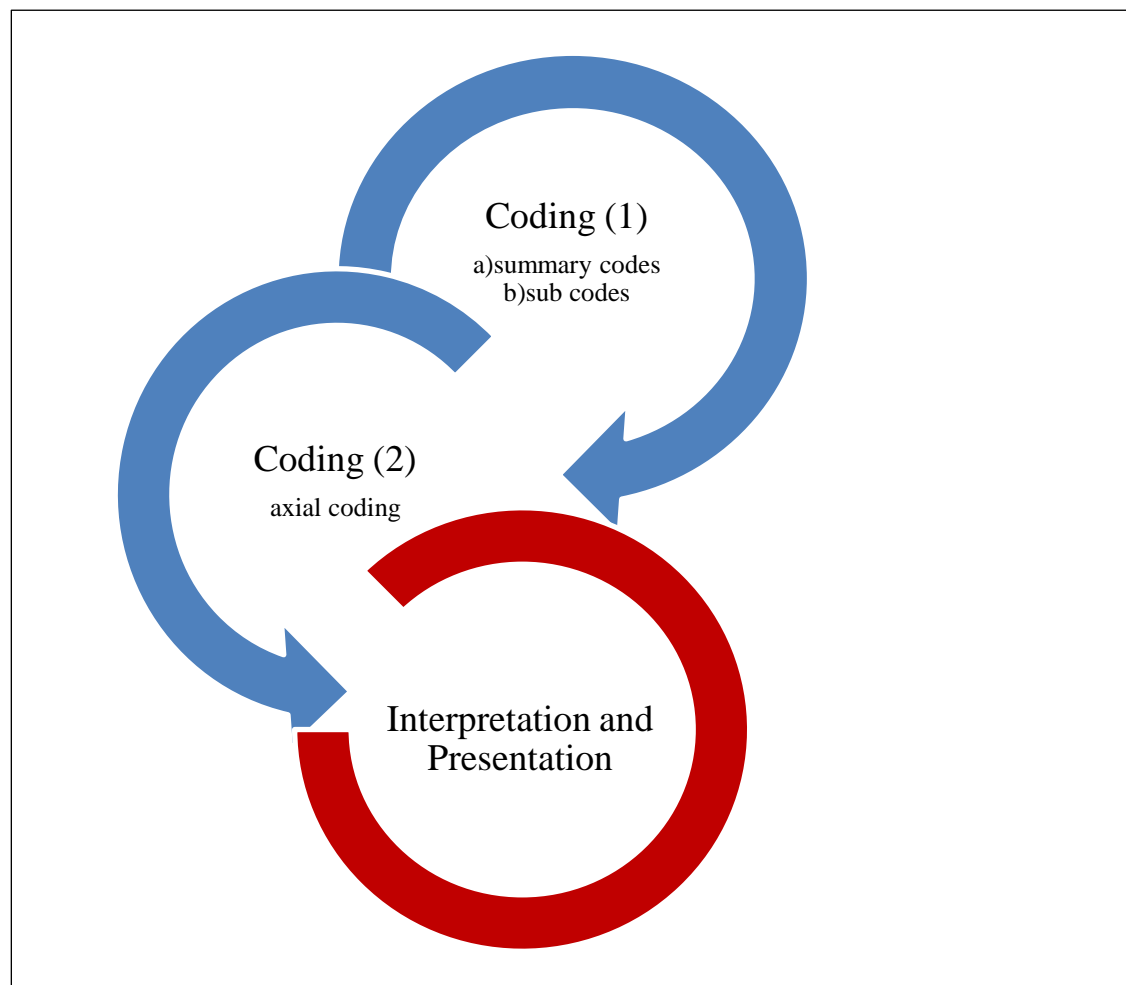 Coding (1)
a)summary codes
b)sub codes
Coding (2)
axial coding
Interpretation and
Presentation